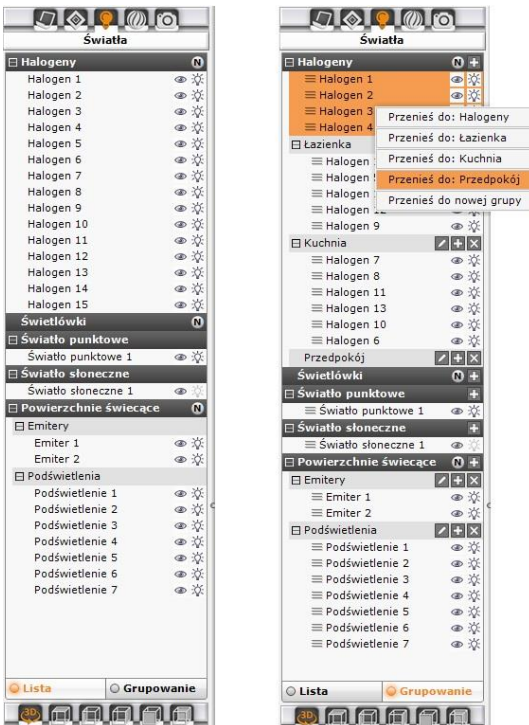 Światła
Halogeny N
Halogen 1
Halogen 2
Halogen 3
Halogen 4
Halogen 5
Halogen 6
Halogen 7
Halogen 8
Halogen 9
Halogen 10
Halogen 11
Halogen 12
Halogen 13
Halogen 14
Halogen 15
Świetlówki N
Światło punktowe
Światło punktowe 1
Światło słoneczne
Światło słoneczne 1
Powierzchnie świecące N
Emitery
Emiter 1
Emiter 2
Podświetlenia
Podświetlenie 1
Podświetlenie 2
Podświetlenie 3
Podświetlenie 4
Podświetlenie 5
Podświetlenie 6
Podświetlenie 7
Lista Grupowanie
3D
Światła
Halogeny N
Halogen 1
Halogen 2
Halogen 3
Halogen 4
Przenieś do: Halogeny
Przenieś do: Łazienka
Przenieś do: Kuchnia
Przenieś do: Przedpokój
Przenieś do nowej grupy
Łazienka
Halogen
Halogen
Halogen
Halogen
Halogen 9
Kuchnia
Halogen 7
Halogen 8
Halogen 11
Halogen 13
Halogen 10
Halogen 6
Przedpokój
Świetlówki N
Światło punktowe
Światło punktowe 1
Światło słoneczne
Światło słoneczne 1
Powierzchnie świecące N
Emitery
Emiter 1
Emiter 2
Podświetlenia
Podświetlenie 1
Podświetlenie 2
Podświetlenie 3
Podświetlenie 4
Podświetlenie 5
Podświetlenie 6
Podświetlenie 7
Lista Grupowanie
3D